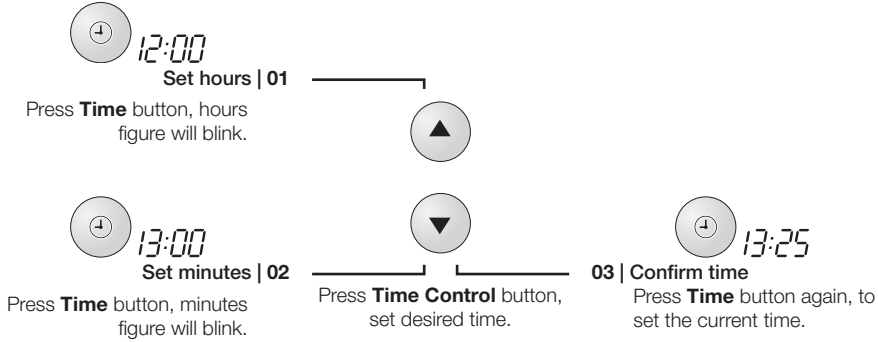 12:00
Set hours | 01
Press Time button, hours
figure will blink.
13:00
Set minutes | 02
Press Time button, minutes
figure will blink.
Press Time Control button,
set desired time.
13:25
03 | Confirm time
Press Time button again, to
set the current time.